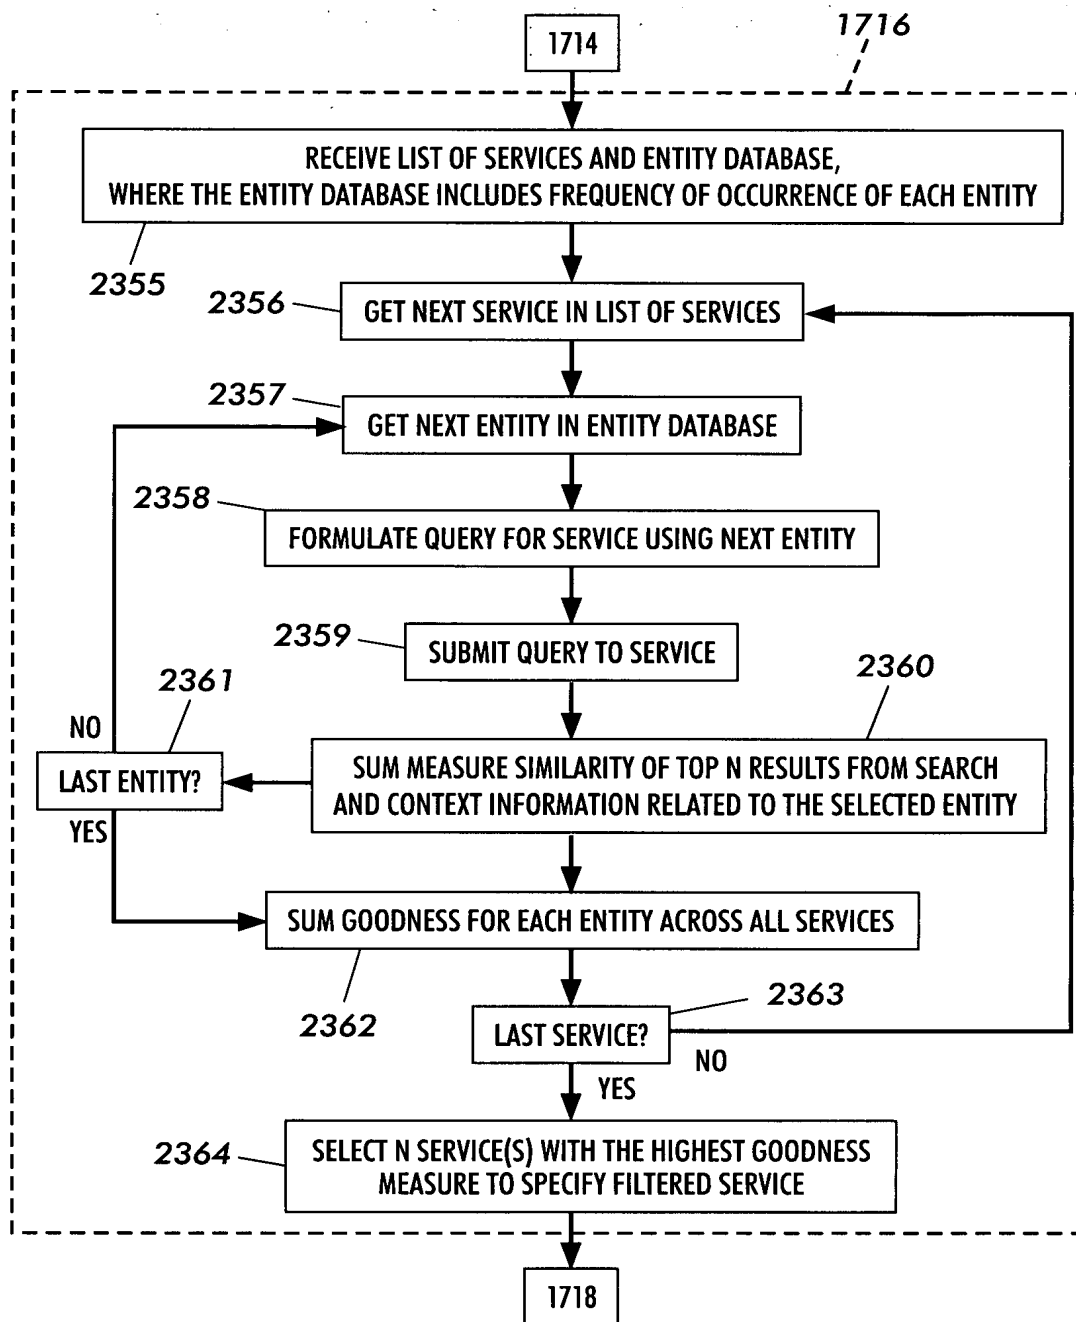 1716
1714
RECEIVE LIST OF SERVICES AND ENTITY DATABASE,
WHERE THE ENTITY DATABASE INCLUDES FREQUENCY OF OCCURRENCE OF EACH ENTITY
2355
2356
GET NEXT SERVICE IN LIST OF SERVICES
2357
GET NEXT ENTITY IN ENTITY DATABASE
2358
FORMULATE QUERY FOR SERVICE USING NEXT ENTITY
2359
SUBMIT QUERY TO SERVICE
2360
2361
NO
LAST ENTITY?
YES
SUM MEASURE SIMILARITY OF TOP N RESULTS FROM SEARCH
AND CONTEXT INFORMATION RELATED TO THE SELECTED ENTITY
SUM GOODNESS FOR EACH ENTITY ACROSS ALL SERVICES
2362
2363
LAST SERVICE?
NO
YES
2364
SELECT N SERVICE(S) WITH THE HIGHEST GOODNESS
MEASURE TO SPECIFY FILTERED SERVICE
1718